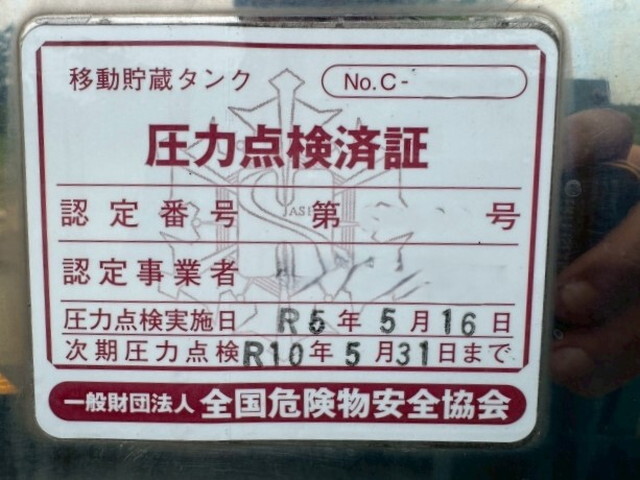 移動貯蔵タンク No.C-
圧力点検済証
認定番号 第 号
認定事業者
圧力点検実施日 R5年5月16日
次期圧力点検 R10年5月31日まで
一般財団法人 全国危険物安全協会